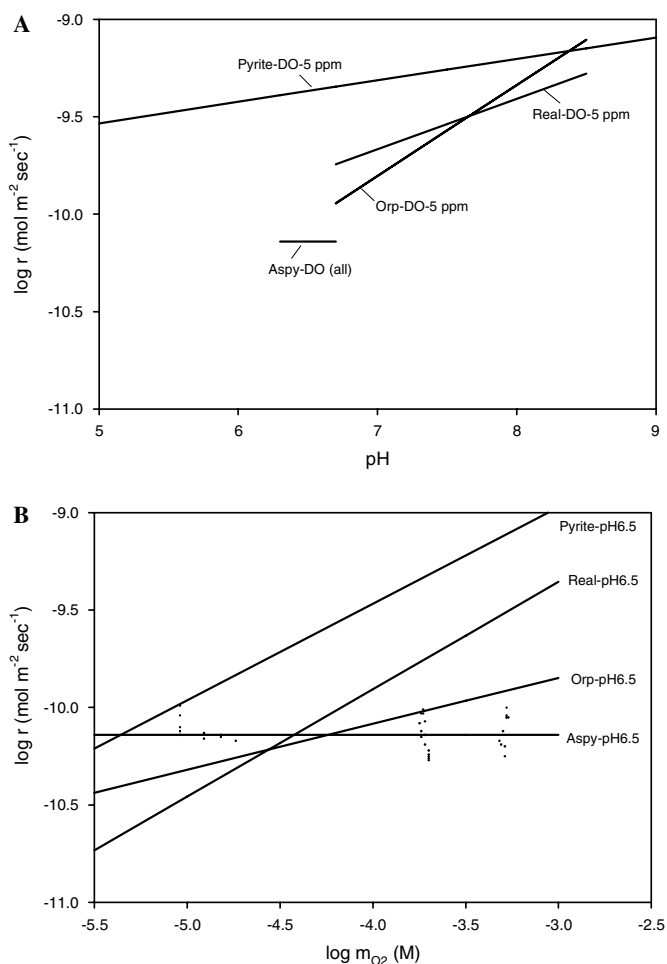 A
-9.0
Pyrite-DO-5 ppm
-9.5
Real-DO-5 ppm
Orp-DO-5 ppm
-10.0
Aspy-DO (all)
-10.5
-11.0
log r (mol m⁻² sec⁻¹)
5 6 7 8 9
pH
B
-9.0
Pyrite-pH6.5
Real-pH6.5
-9.5
Orp-pH6.5
-10.0
Aspy-pH6.5
-10.5
-11.0
log r (mol m⁻² sec⁻¹)
-5.5 -5.0 -4.5 -4.0 -3.5 -3.0 -2.5
log m_O2 (M)